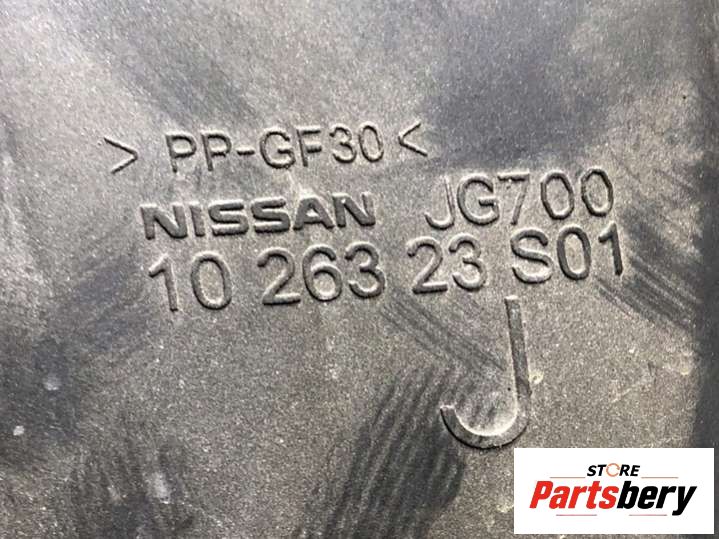 > PP-GF30 <
NISSAN JG700
10 263 23 S01
J
STORE
Partsbery